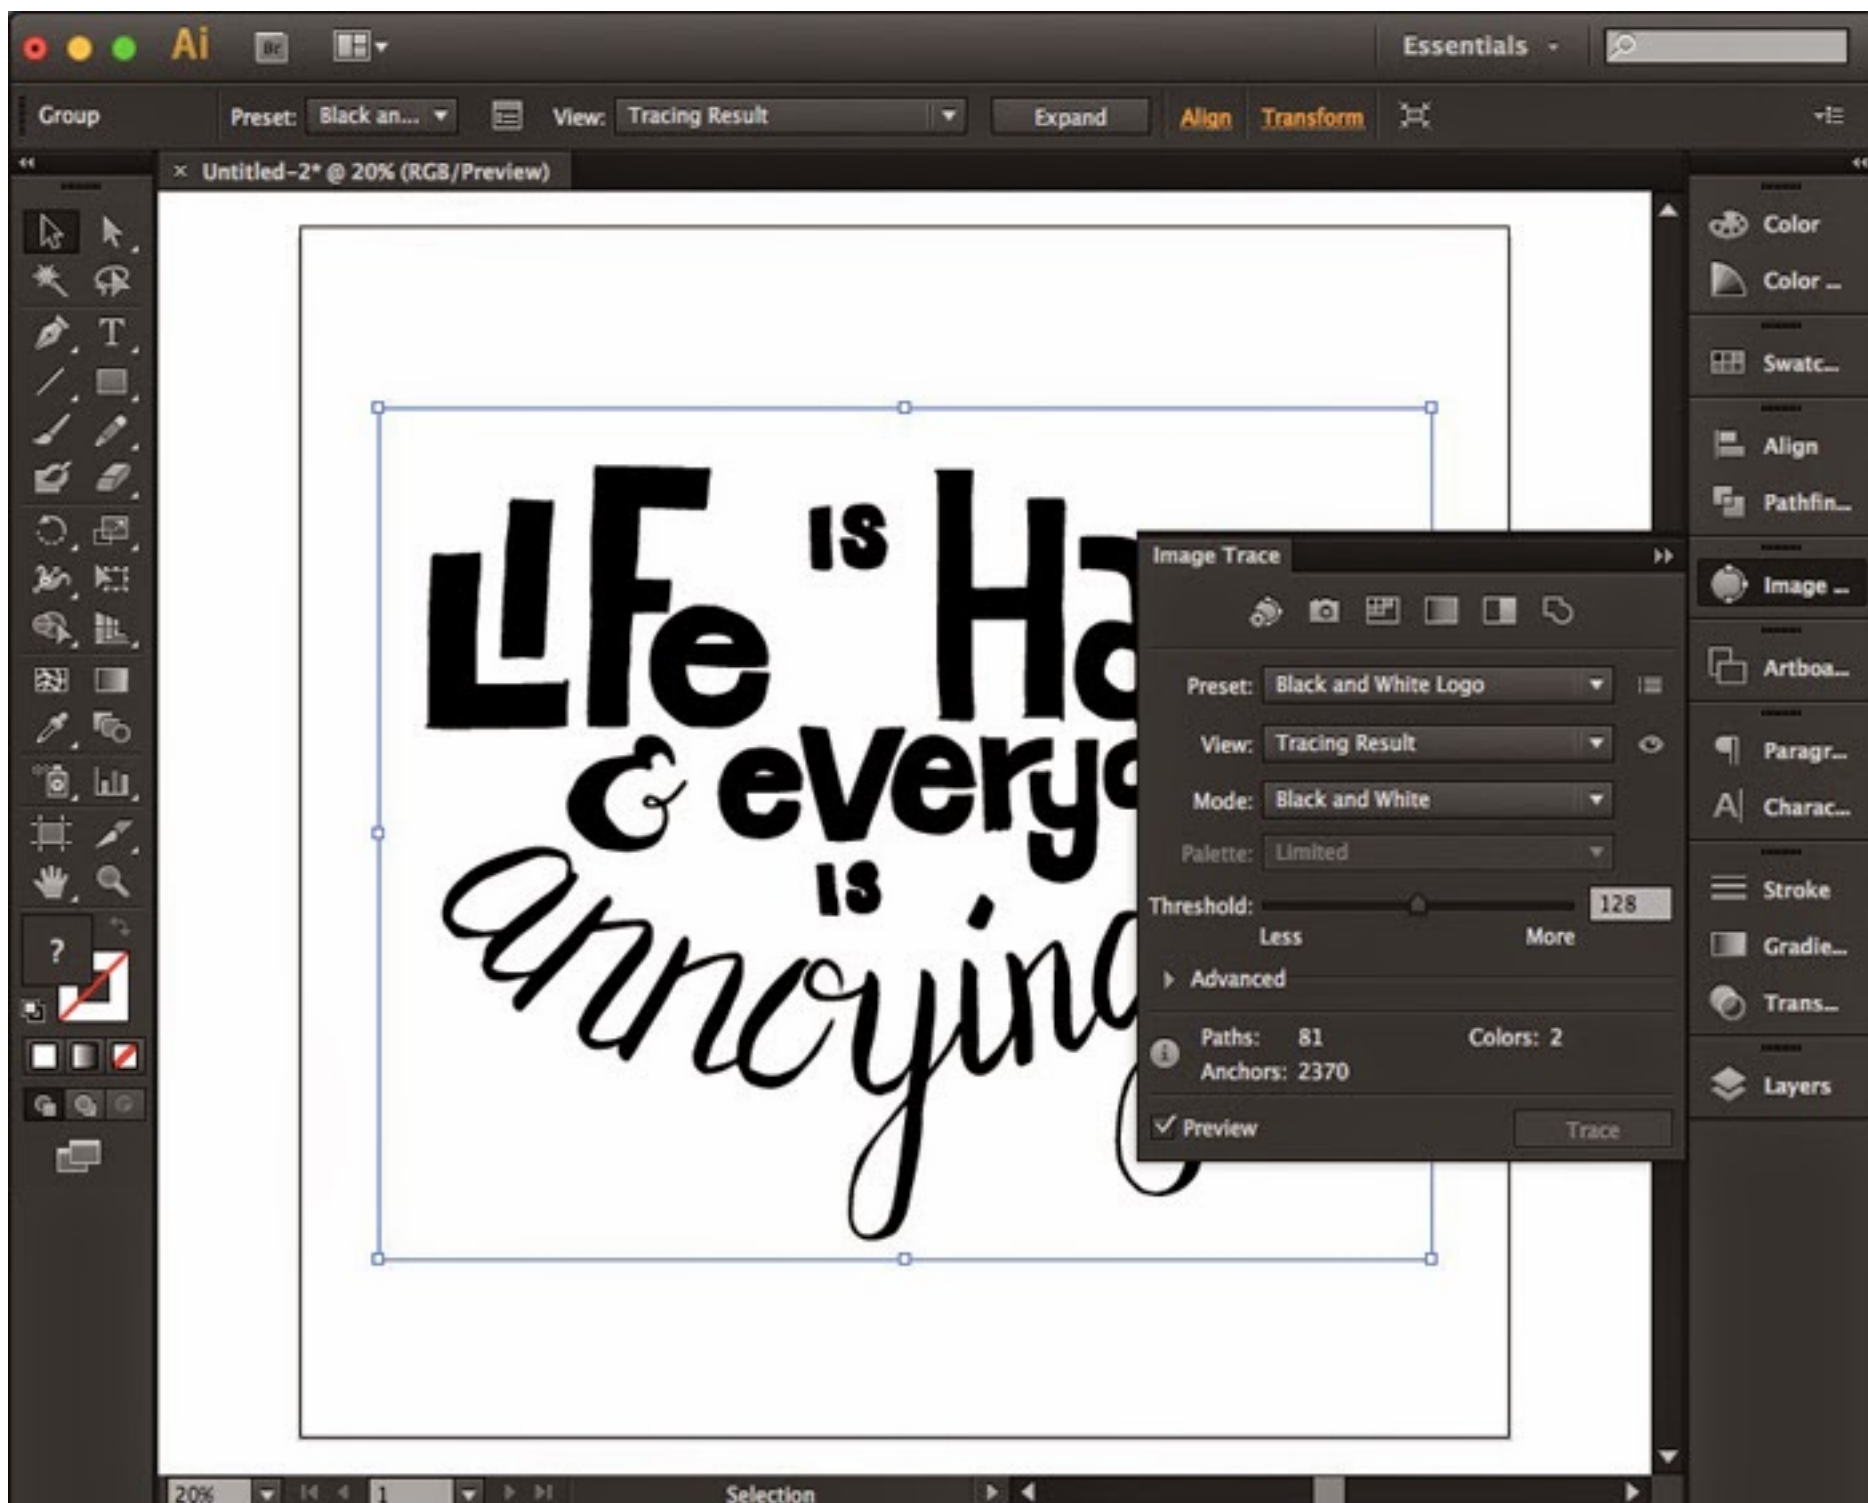 Ai Br Essentials
Group Preset: Black an... View: Tracing Result Expand Align Transform
× Untitled-2* @ 20% (RGB/Preview)
LIFe IS Ha
& everyo
IS
annoying
T
?
Image Trace
Preset: Black and White Logo
View: Tracing Result
Mode: Black and White
Palette: Limited
Threshold: 128
Less More
Advanced
Paths: 81 Colors: 2
Anchors: 2370
Preview Trace
Color
Color ...
Swatc...
Align
Pathfin...
Image ...
Artboa...
Paragr...
A Charac...
Stroke
Gradie...
Trans...
Layers
20% 1 Selection